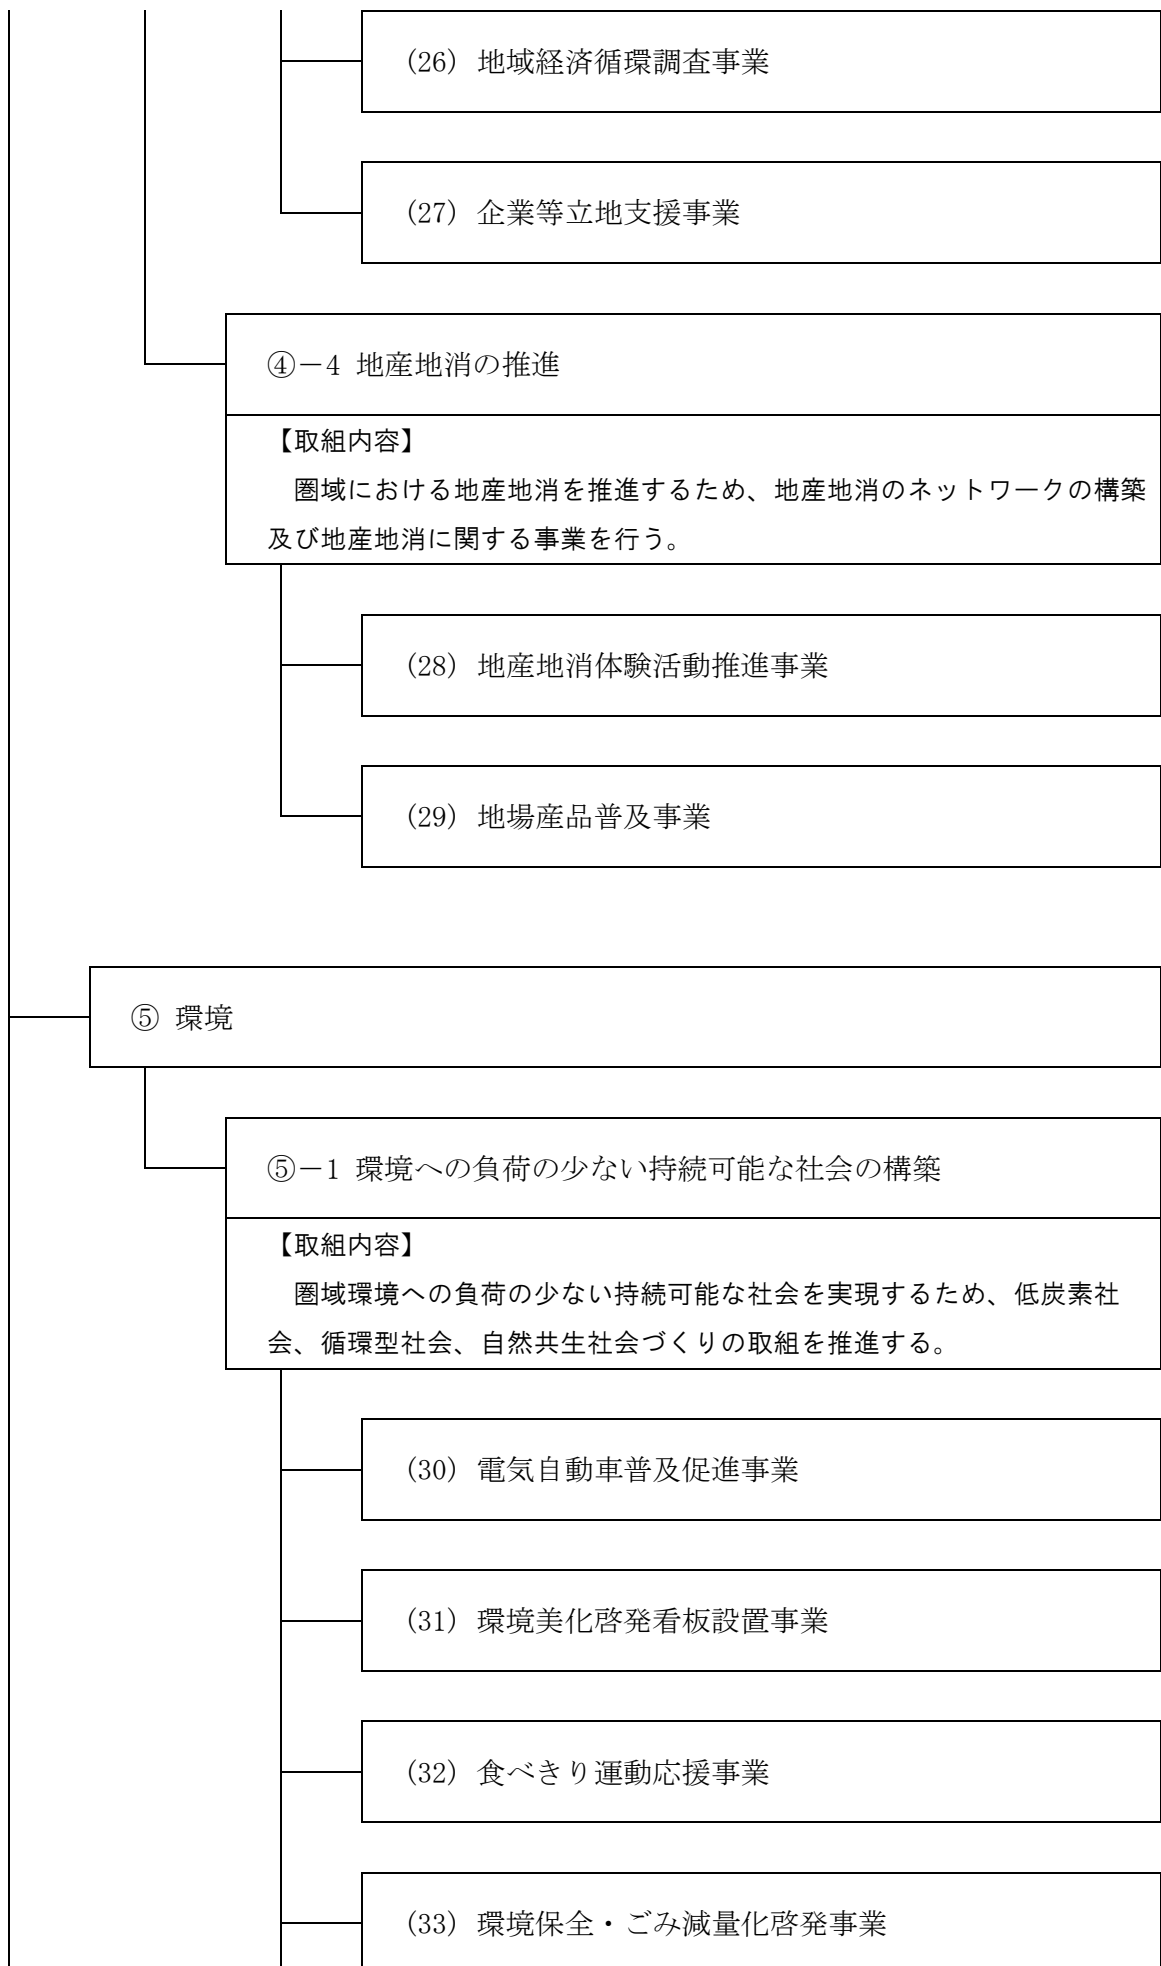 (26) 地域経済循環調査事業
(27) 企業等立地支援事業
④－4 地産地消の推進
【取組内容】
　圏域における地産地消を推進するため、地産地消のネットワークの構築
及び地産地消に関する事業を行う。
(28) 地産地消体験活動推進事業
(29) 地場産品普及事業
⑤ 環境
⑤－1 環境への負荷の少ない持続可能な社会の構築
【取組内容】
　圏域環境への負荷の少ない持続可能な社会を実現するため、低炭素社
会、循環型社会、自然共生社会づくりの取組を推進する。
(30) 電気自動車普及促進事業
(31) 環境美化啓発看板設置事業
(32) 食べきり運動応援事業
(33) 環境保全・ごみ減量化啓発事業